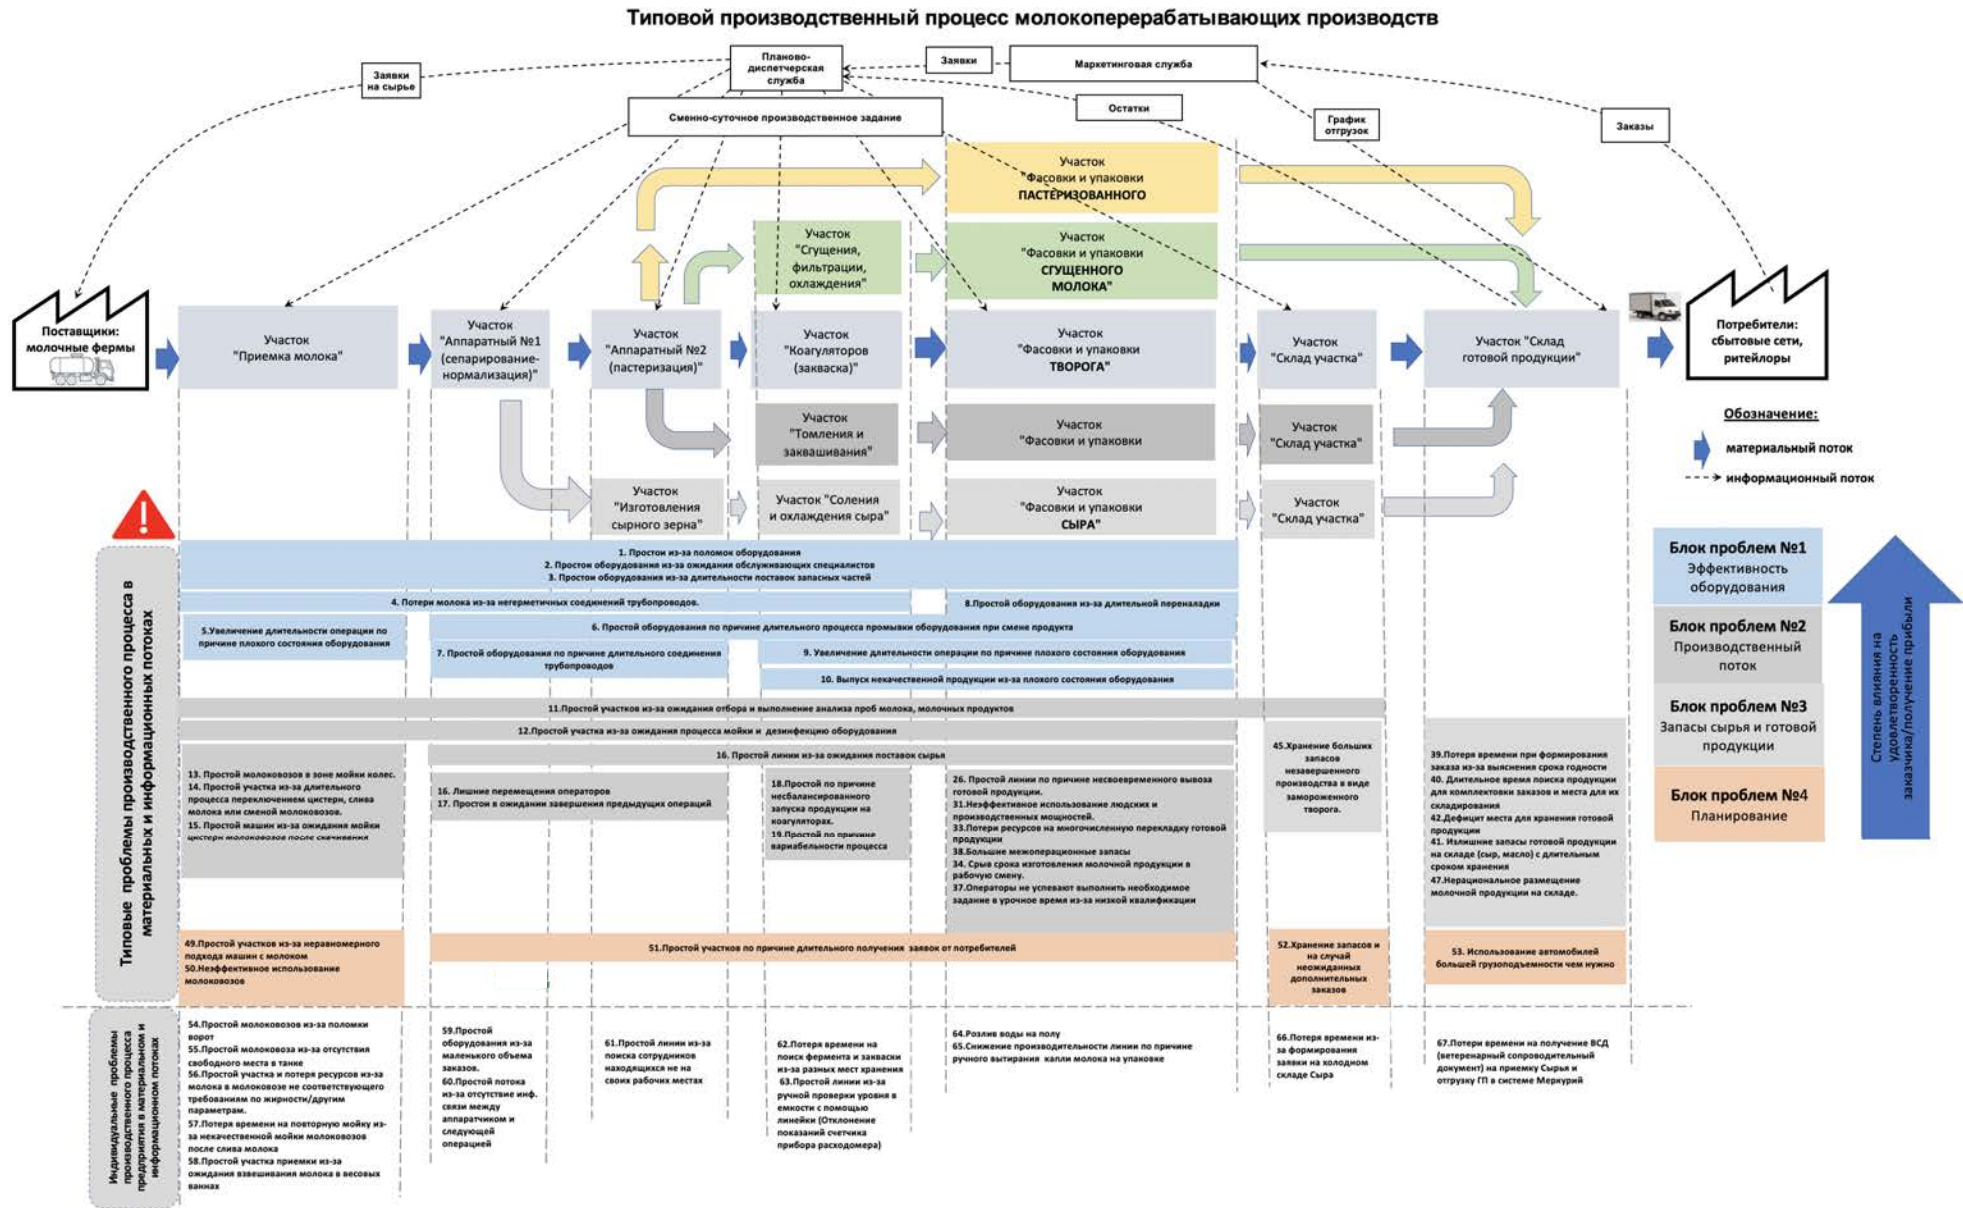 Типовой производственный процесс молокоперерабатывающих производств
Заявки
на сырье
Планово-
диспетчерская
служба
Заявки
Маркетинговая служба
Сменно-суточное производственное задание
Остатки
График
отгрузок
Заказы
Участок
"Фасовки и упаковки
ПАСТЕРИЗОВАННОГО
Участок
"Сгущения,
фильтрации,
охлаждения"
Участок
"Фасовки и упаковки
СГУЩЕННОГО
МОЛОКА"
Поставщики:
молочные фермы
Участок
"Приемка молока"
Участок
"Аппаратный №1
(сепарирование-
нормализация)"
Участок
"Аппаратный №2
(пастеризация)"
Участок
"Коагуляторов
(закваска)"
Участок
"Фасовки и упаковки
ТВОРОГА"
Участок
"Склад участка"
Участок "Склад
готовой продукции"
Потребители:
сбытовые сети,
ритейлоры
Участок
"Томления и
заквашивания"
Участок
"Фасовки и упаковки
Участок
"Склад участка"
Участок
"Изготовления
сырного зерна"
Участок "Соления
и охлаждения сыра"
Участок
"Фасовки и упаковки
СЫРА"
Участок
"Склад участка"
Обозначение:
материальный поток
информационный поток
Типовые проблемы производственного процесса в
материальных и информационных потоках
1. Простои из-за поломок оборудования
2. Простои оборудования из-за ожидания обслуживающих специалистов
3. Простои оборудования из-за длительности поставок запасных частей
4. Потери молока из-за негерметичных соединений трубопроводов.
8.Простой оборудования из-за длительной переналадки
5.Увеличение длительности операции по
причине плохого состояния оборудования
6. Простой оборудования по причине длительного процесса промывки оборудования при смене продукта
7. Простой оборудования по причине длительного соединения
трубопроводов
9. Увеличение длительности операции по причине плохого состояния оборудования
10. Выпуск некачественной продукции из-за плохого состояния оборудования
11.Простой участков из-за ожидания отбора и выполнение анализа проб молока, молочных продуктов
12.Простой участка из-за ожидания процесса мойки и дезинфекцию оборудования
16. Простой линии из-за ожидания поставок сырья
13. Простой молоковозов в зоне мойки колес.
14. Простой участка из-за длительного
процесса переключением цистерн, слива
молока или сменой молоковозов.
15. Простой машин из-за ожидания мойки
цистерн молоковозов после скачивания
16. Лишние перемещения операторов
17. Простои в ожидании завершения предыдущих операций
18.Простой по причине
несбалансированного
запуска продукции на
коагуляторах.
19.Простой по причине
вариабельности процесса
26. Простой линии по причине несвоевременного вывоза
готовой продукции.
31.Неэффективное использование людских и
производственных мощностей.
33.Потери ресурсов на многочисленную перекладку готовой
продукции
38.Большие межоперационные запасы
34. Срыв срока изготовления молочной продукции в
рабочую смену.
37.Операторы не успевают выполнить необходимое
задание в урочное время из-за низкой квалификации
45.Хранение больших
запасов
незавершенного
производства в виде
замороженного
творога.
39.Потеря времени при формирования
заказа из-за выяснения срока годности
40. Длительное время поиска продукции
для комплектовки заказов и места для их
складирования
42.Дефицит места для хранения готовой
продукции
41. Излишние запасы готовой продукции
на складе (сыр, масло) с длительным
сроком хранения
47.Нерациональное размещение
молочной продукции на складе.
49.Простой участков из-за неравномерного
подхода машин с молоком
50.Неэффективное использование
молоковозов
51.Простой участков по причине длительного получения заявок от потребителей
52.Хранение запасов и
на случай
неожиданных
дополнительных
заказов
53. Использование автомобилей
большей грузоподъемности чем нужно
Блок проблем №1
Эффективность
оборудования
Блок проблем №2
Производственный
поток
Блок проблем №3
Запасы сырья и готовой
продукции
Блок проблем №4
Планирование
Степень влияния на
удовлетворенность
заказчика/получение прибыли
Индивидуальные проблемы
производственного процесса
предприятия в материальном и
информационном потоках
54.Простой молоковозов из-за поломки
ворот
55.Простой молоковоза из-за отсутствия
свободного места в танке
56.Простой участка и потеря ресурсов из-за
молока в молоковозе не соответствующего
требованиям по жирности/другим
параметрам.
57.Потеря времени на повторную мойку из-
за некачественной мойки молоковозов
после слива молока
58.Простой участка приемки из-за
ожидания взвешивания молока в весовых
ваннах
59.Простой
оборудования из-за
маленького объема
заказов.
60.Простой потока
из-за отсутствие инф.
связи между
аппаратчиком и
следующей
операцией
61.Простой линии из-за
поиска сотрудников
находящихся не на
своих рабочих местах
62.Потеря времени на
поиск фермента и закваски
из-за разных мест хранения
63.Простой линии из-за
ручной проверки уровня в
емкости с помощью
линейки (Отклонение
показаний счетчика
прибора расходомера)
64.Розлив воды на полу
65.Снижение производительности линии по причине
ручного вытирания капли молока на упаковке
66.Потеря времени из-
за формирования
заявки на холодном
складе Сыра
67.Потери времени на получение ВСД
(ветеренарный сопроводительный
документ) на приемку Сырья и
отгрузку ГП в системе Меркурий